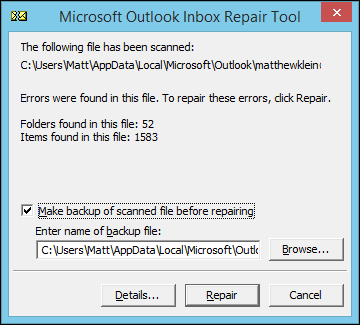 Microsoft Outlook Inbox Repair Tool
The following file has been scanned:
C:\Users\Matt\AppData\Local\Microsoft\Outlook\matthewklein
Errors were found in this file. To repair these errors, click Repair.
Folders found in this file: 52
Items found in this file: 1583
Make backup of scanned file before repairing
Enter name of backup file:
C:\Users\Matt\AppData\Local\Microsoft\Outlo
Browse...
Details...
Repair
Cancel